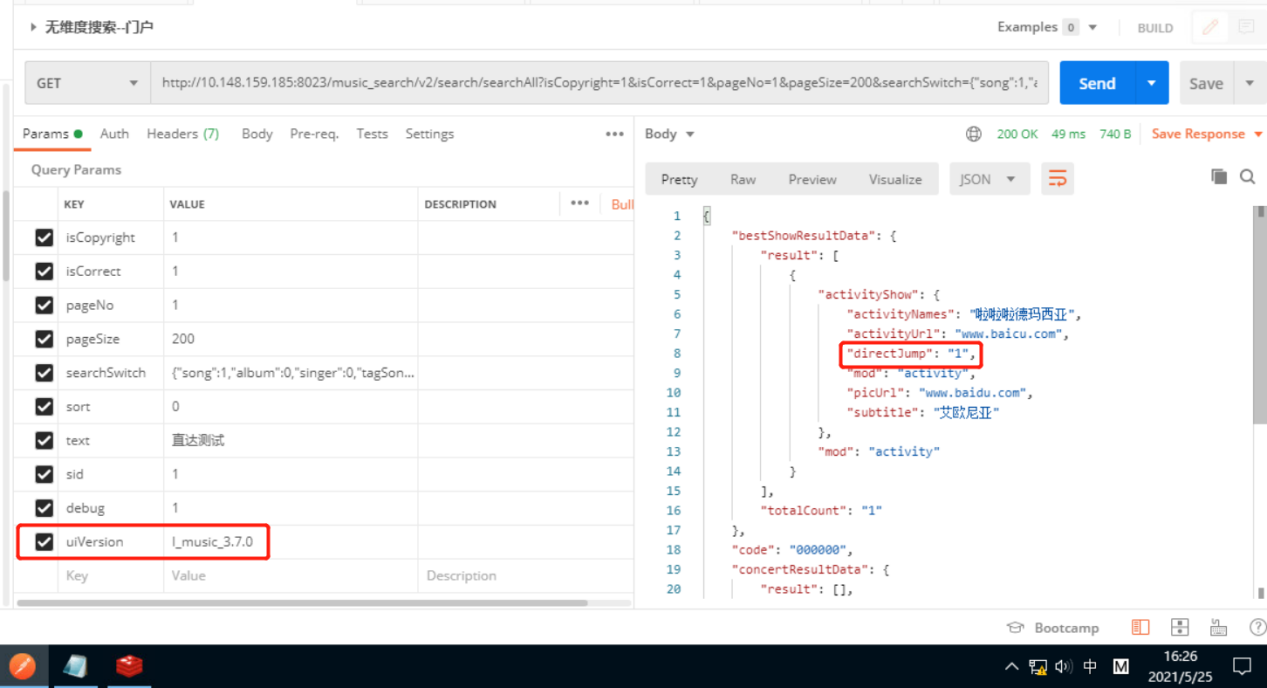 无维度搜索--门户
Examples 0 BUILD
GET http://10.148.159.185:8023/music_search/v2/search/searchAll?isCopyright=1&isCorrect=1&pageNo=1&pageSize=200&searchSwitch={"song":1,"a Send Save
Params Auth Headers (7) Body Pre-req. Tests Settings ••• Body 200 OK 49 ms 740 B Save Response
Query Params
Pretty Raw Preview Visualize JSON
KEY VALUE DESCRIPTION ••• Bull
isCopyright 1
isCorrect 1
pageNo 1
pageSize 200
searchSwitch {"song":1,"album":0,"singer":0,"tagSon...
sort 0
text 直达测试
sid 1
debug 1
uiVersion I_music_3.7.0
Key Value Description
1 {
2 "bestShowResultData": {
3 "result": [
4 {
5 "activityShow": {
6 "activityNames": "啦啦啦德玛西亚",
7 "activityUrl": "www.baicu.com",
8 "directJump": "1",
9 "mod": "activity",
10 "picUrl": "www.baidu.com",
11 "subtitle": "艾欧尼亚"
12 },
13 "mod": "activity"
14 }
15 ],
16 "totalCount": "1"
17 },
18 "code": "000000",
19 "concertResultData": {
20 "result": [],
Bootcamp
中 M 16:26
2021/5/25